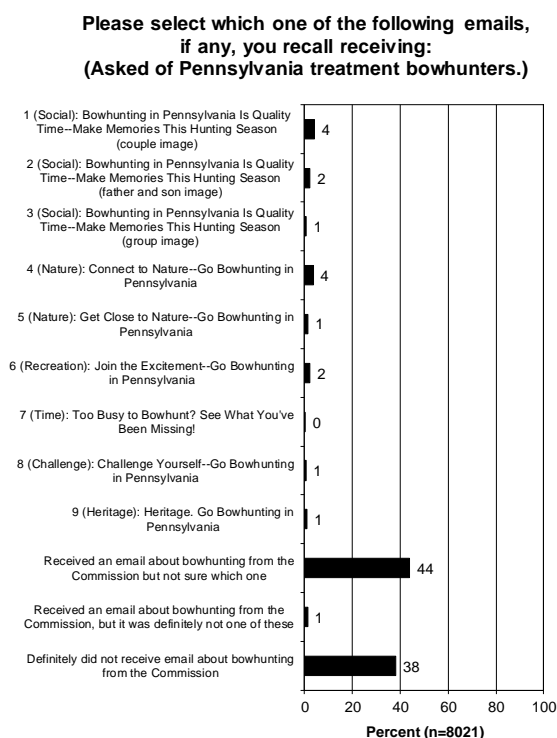 Please select which one of the following emails,
if any, you recall receiving:
(Asked of Pennsylvania treatment bowhunters.)
1 (Social): Bowhunting in Pennsylvania Is Quality
Time--Make Memories This Hunting Season
(couple image)
4
2 (Social): Bowhunting in Pennsylvania Is Quality
Time--Make Memories This Hunting Season
(father and son image)
2
3 (Social): Bowhunting in Pennsylvania Is Quality
Time--Make Memories This Hunting Season
(group image)
1
4 (Nature): Connect to Nature--Go Bowhunting in
Pennsylvania
4
5 (Nature): Get Close to Nature--Go Bowhunting in
Pennsylvania
1
6 (Recreation): Join the Excitement--Go Bowhunting
in Pennsylvania
2
7 (Time): Too Busy to Bowhunt? See What You've
Been Missing!
0
8 (Challenge): Challenge Yourself--Go Bowhunting
in Pennsylvania
1
9 (Heritage): Heritage. Go Bowhunting in
Pennsylvania
1
Received an email about bowhunting from the
Commission but not sure which one
44
Received an email about bowhunting from the
Commission, but it was definitely not one of these
1
Definitely did not receive email about bowhunting
from the Commission
38
0 20 40 60 80 100
Percent (n=8021)